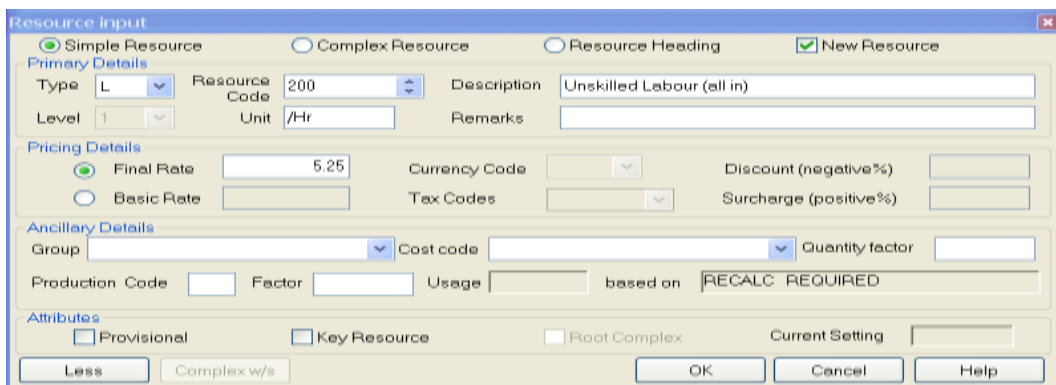 Resource Input
Simple Resource Complex Resource Resource Heading New Resource
Primary Details
Type L Resource Code 200 Description Unskilled Labour (all in)
Level 1 Unit /Hr Remarks
Pricing Details
Final Rate 5.25 Currency Code Discount (negative%)
Basic Rate Tax Codes Surcharge (positive%)
Ancillary Details
Group Cost code Quantity factor
Production Code Factor Usage based on RECALC REQUIRED
Attributes
Provisional Key Resource Root Complex Current Setting
Less Complex w/s OK Cancel Help